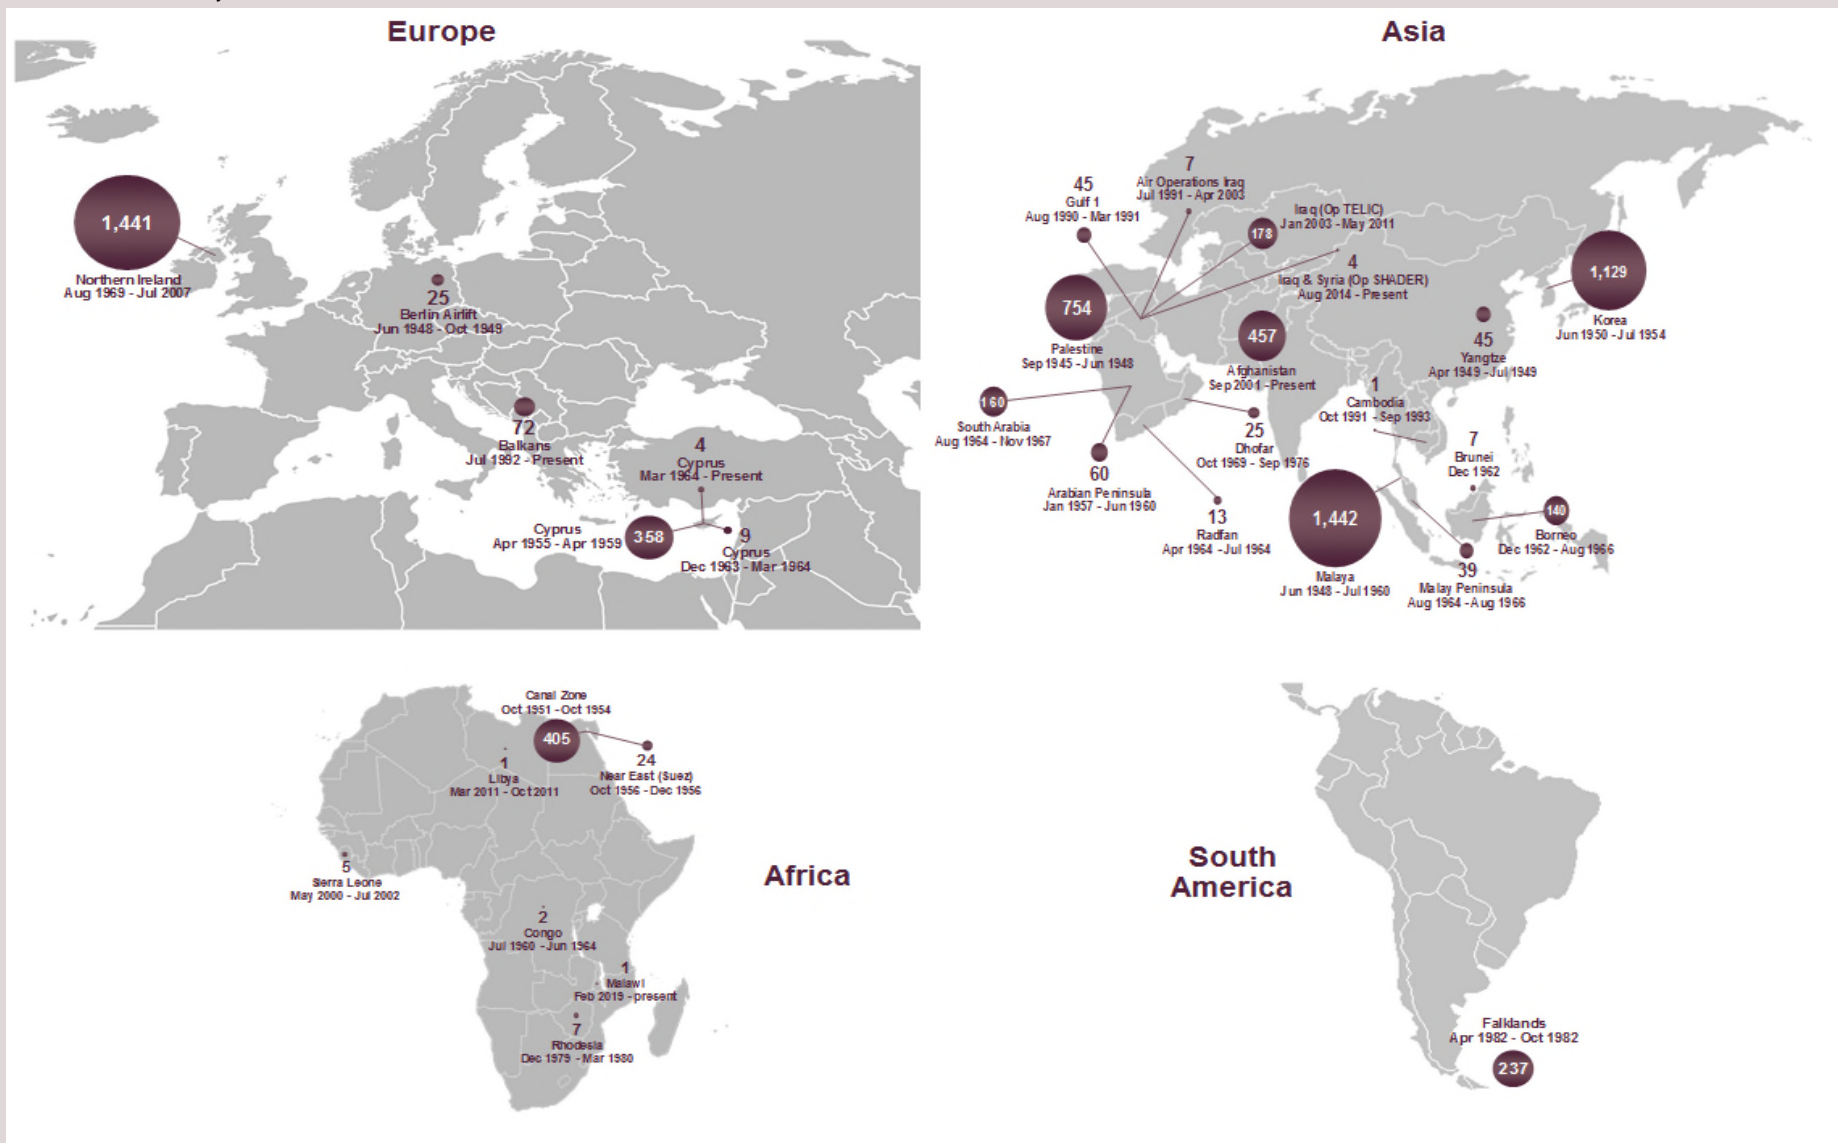 Europe
1,441
Northern Ireland
Aug 1969 - Jul 2007
25
Berlin Airlift
Jun 1948 - Oct 1949
72
Balkans
Jul 1992 - Present
4
Cyprus
Mar 1964 - Present
Cyprus
Apr 1955 - Apr 1959
358
9
Cyprus
Dec 1963 - Mar 1964
Asia
7
Air Operations Iraq
Jul 1991 - Apr 2003
45
Gulf 1
Aug 1990 - Mar 1991
178
Iraq (Op TELIC)
Jan 2003 - May 2011
4
Iraq & Syria (Op SHADER)
Aug 2014 - Present
1,129
Korea
Jun 1950 - Jul 1954
754
Palestine
Sep 1945 - Jun 1948
457
Afghanistan
Sep 2001 - Present
45
Yangtze
Apr 1949 - Jul 1949
1
Cambodia
Oct 1991 - Sep 1993
160
South Arabia
Aug 1964 - Nov 1967
25
Dhofar
Oct 1969 - Sep 1976
7
Brunei
Dec 1962
60
Arabian Peninsula
Jan 1957 - Jun 1960
13
Radfan
Apr 1964 - Jul 1964
1,442
Malaya
Jun 1948 - Jul 1960
140
Borneo
Dec 1962 - Aug 1966
39
Malay Peninsula
Aug 1964 - Aug 1966
Africa
Canal Zone
Oct 1951 - Oct 1954
405
24
Near East (Suez)
Oct 1956 - Dec 1956
1
Libya
Mar 2011 - Oct 2011
5
Sierra Leone
May 2000 - Jul 2002
2
Congo
Jul 1960 - Jun 1964
1
Malawi
Feb 2019 - present
7
Rhodesia
Dec 1979 - Mar 1980
South
America
Falklands
Apr 1982 - Oct 1982
237